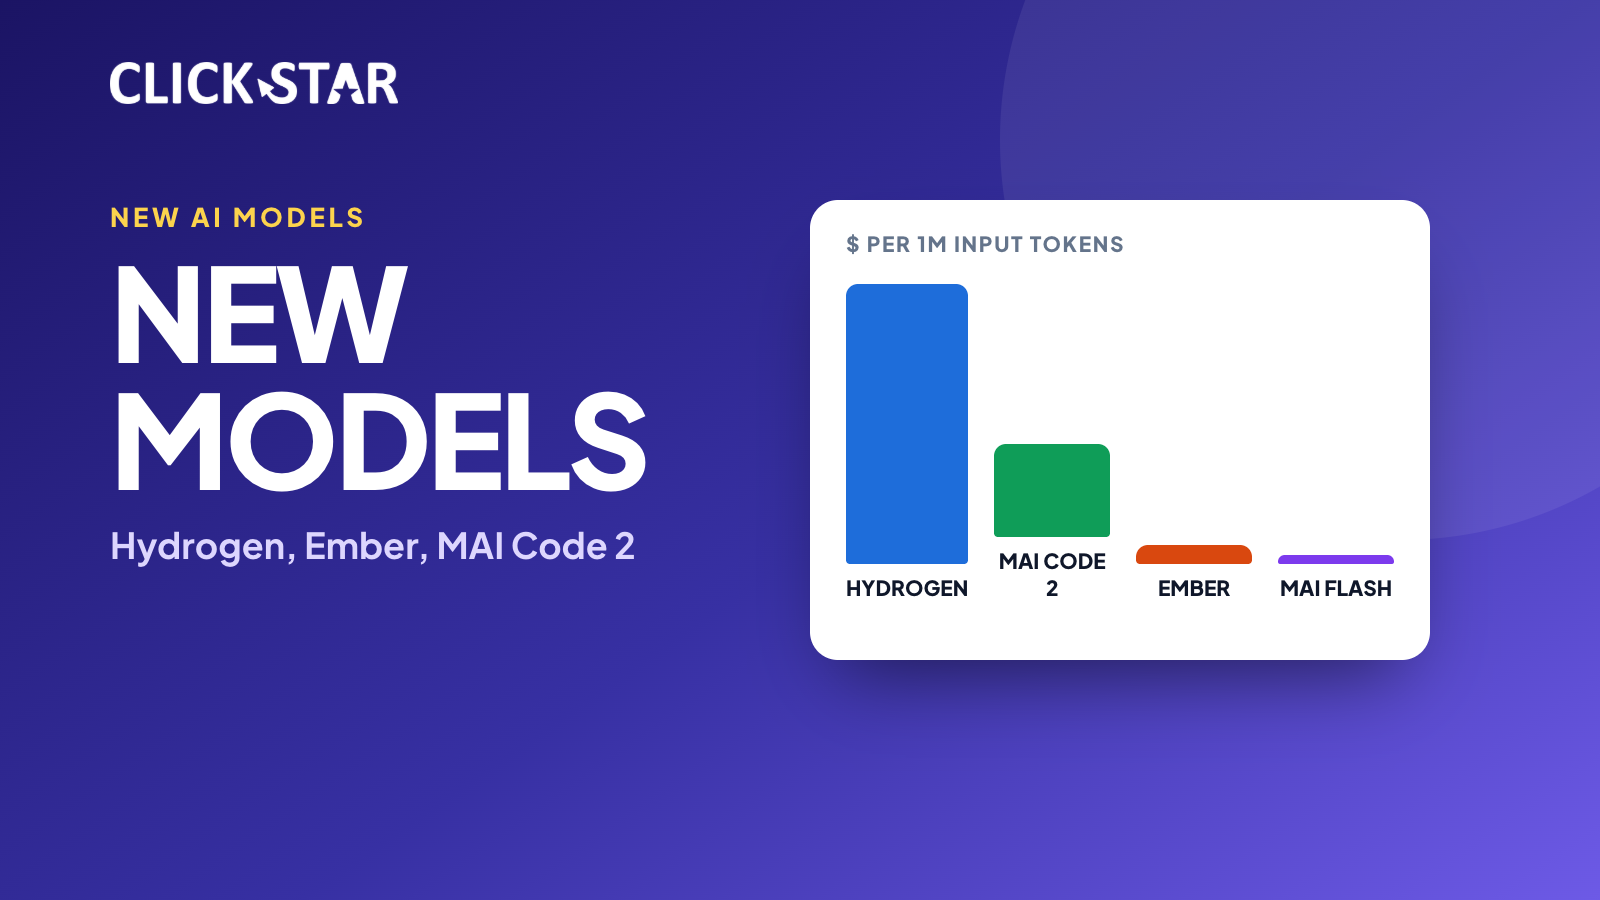 CLICKSTAR
NEW AI MODELS
NEW
MODELS
Hydrogen, Ember, MAI Code 2
$ PER 1M INPUT TOKENS
HYDROGEN
MAI CODE
2
EMBER
MAI FLASH